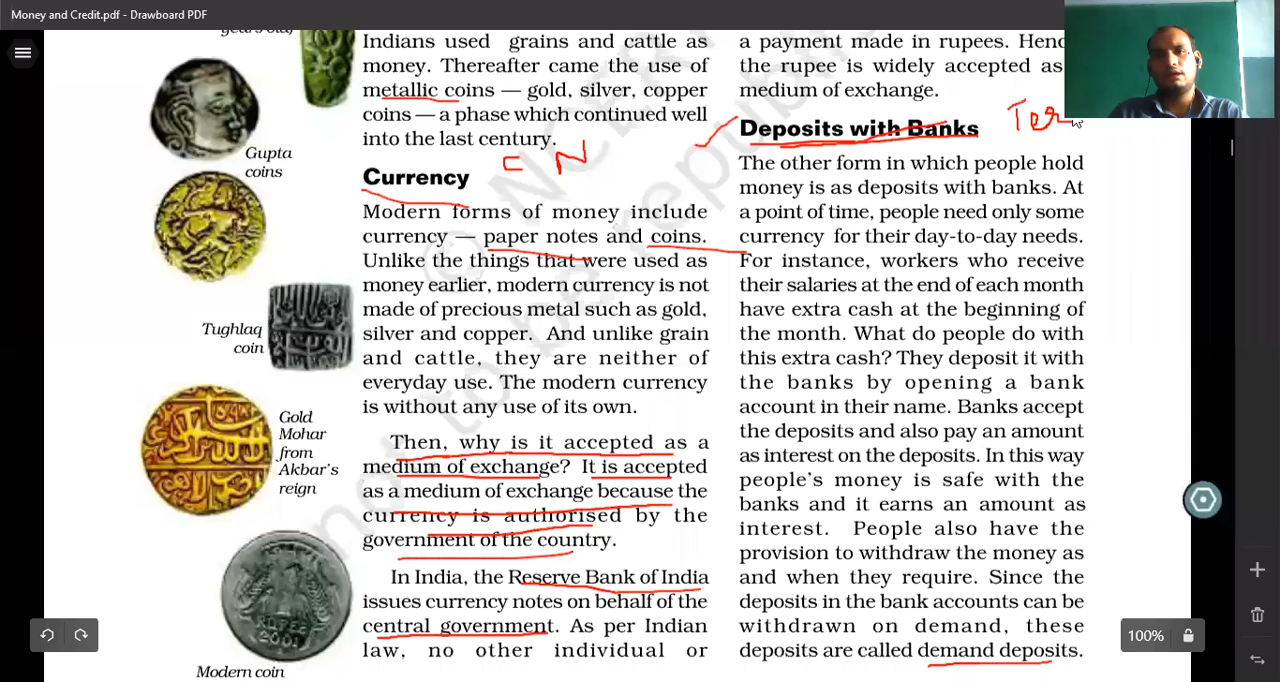 Money and Credit.pdf - Drawboard PDF
years old)
Gupta
coins
Tughlaq
coin
Gold
Mohar
from
Akbar's
reign
Modern coin
Indians used grains and cattle as
money. Thereafter came the use of
metallic coins — gold, silver, copper
coins — a phase which continued well
into the last century.
C N
Currency
Modern forms of money include
currency — paper notes and coins.
Unlike the things that were used as
money earlier, modern currency is not
made of precious metal such as gold,
silver and copper. And unlike grain
and cattle, they are neither of
everyday use. The modern currency
is without any use of its own.
Then, why is it accepted as a
medium of exchange? It is accepted
as a medium of exchange because the
currency is authorised by the
government of the country.
In India, the Reserve Bank of India
issues currency notes on behalf of the
central government. As per Indian
law, no other individual or
a payment made in rupees. Henc
the rupee is widely accepted as
medium of exchange.
Deposits with Banks
Ter
The other form in which people hold
money is as deposits with banks. At
a point of time, people need only some
currency for their day-to-day needs.
For instance, workers who receive
their salaries at the end of each month
have extra cash at the beginning of
the month. What do people do with
this extra cash? They deposit it with
the banks by opening a bank
account in their name. Banks accept
the deposits and also pay an amount
as interest on the deposits. In this way
people's money is safe with the
banks and it earns an amount as
interest. People also have the
provision to withdraw the money as
and when they require. Since the
deposits in the bank accounts can be
withdrawn on demand, these
deposits are called demand deposits.
© NCERT
not to be republis
RUPEE
2007
100%